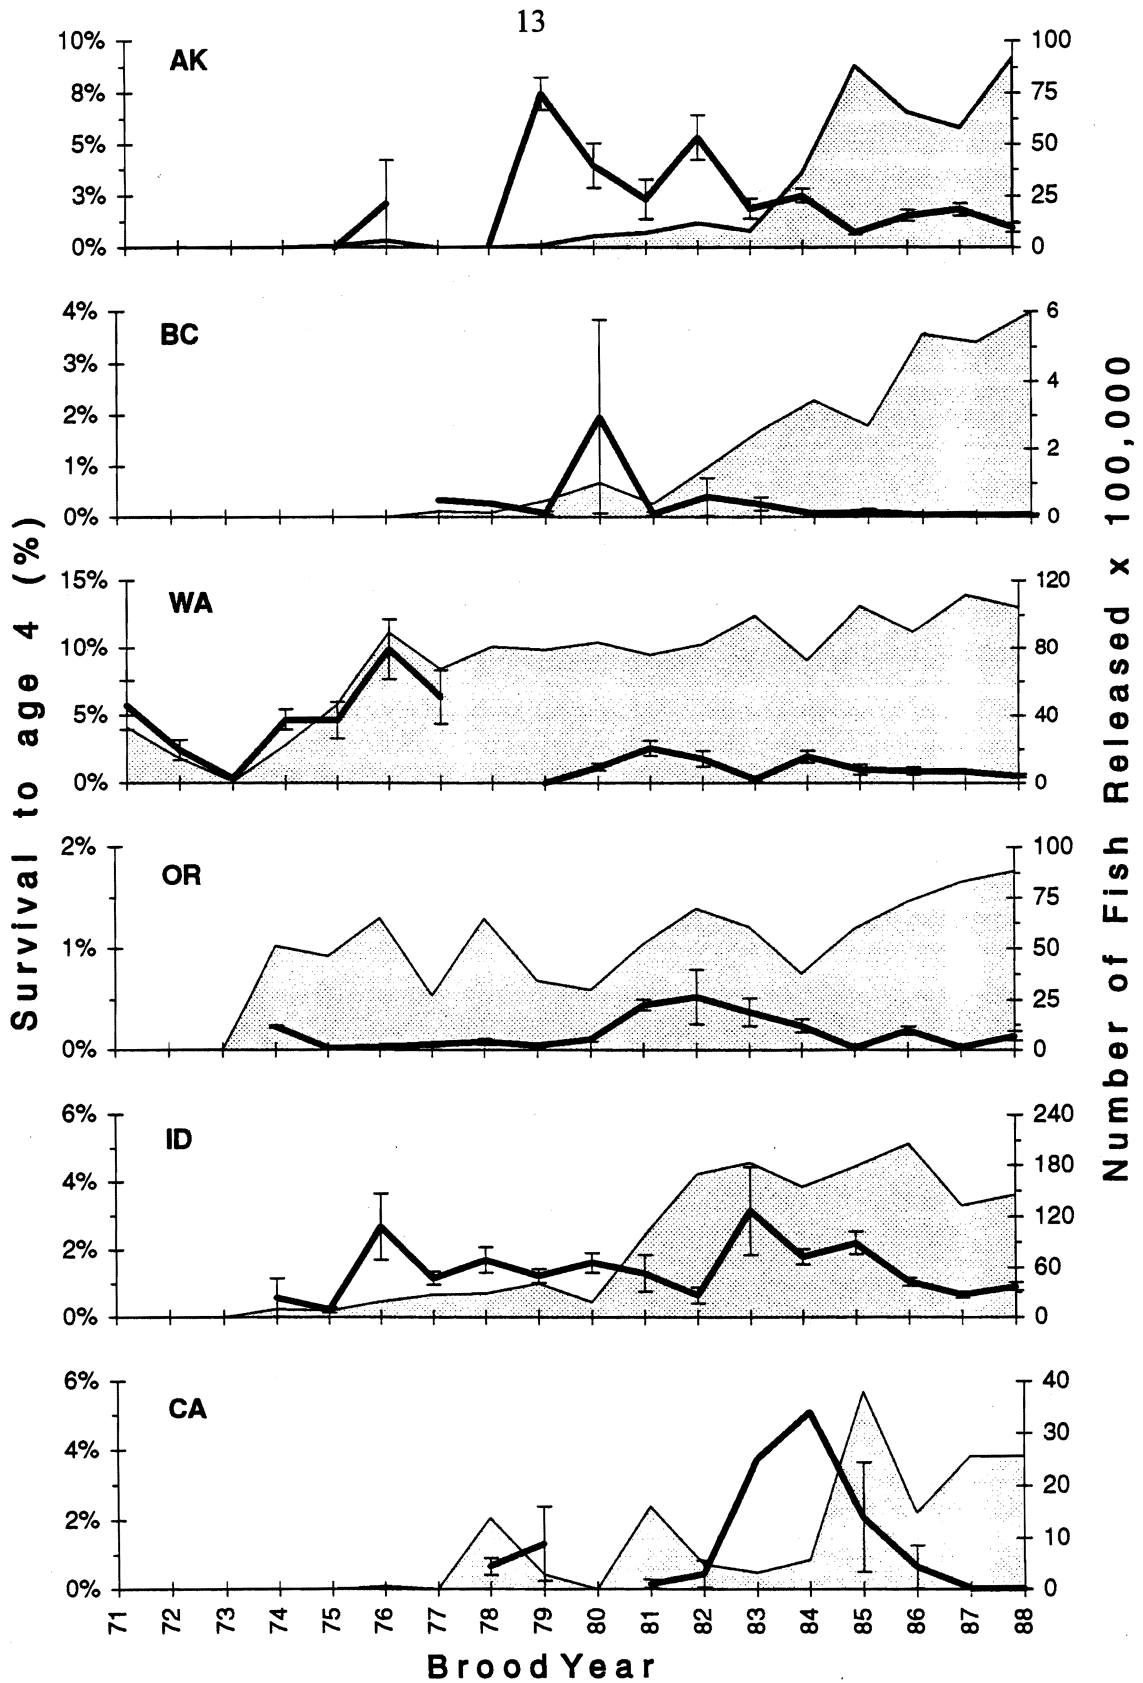 13
10% AK 100
8% 75
5% 50
3% 25
0% 0
4% BC 6
3% 4
2%
1% 2
0% 0
15% WA 120
10% 80
5% 40
0% 0
2% OR 100
75
1% 50
25
0% 0
6% ID 240
4% 180
2% 120
60
0% 0
6% CA 40
4% 30
2% 20
10
0% 0
71 72 73 74 75 76 77 78 79 80 81 82 83 84 85 86 87 88
Brood Year
Survival to age 4 (%)
Number of Fish Released x 100,000